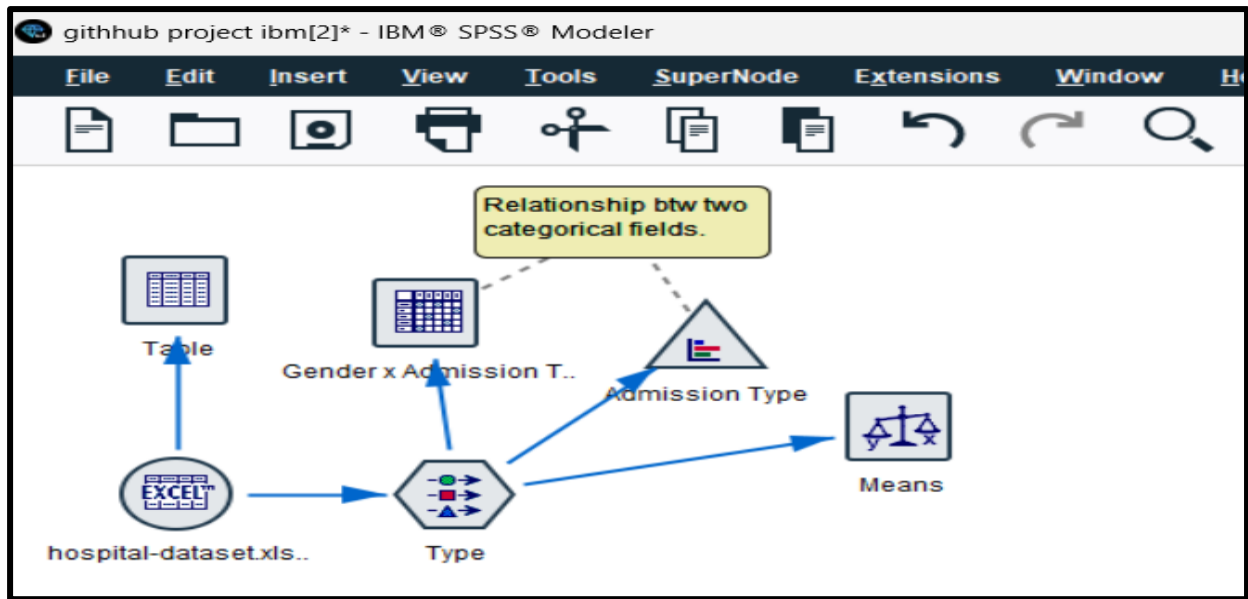 githhub project ibm[2]* - IBM® SPSS® Modeler
File Edit Insert View Tools SuperNode Extensions Window
Relationship btw two
categorical fields.
Table
Gender x Admission T..
Admission Type
Means
EXCEL™
hospital-dataset.xls..
Type